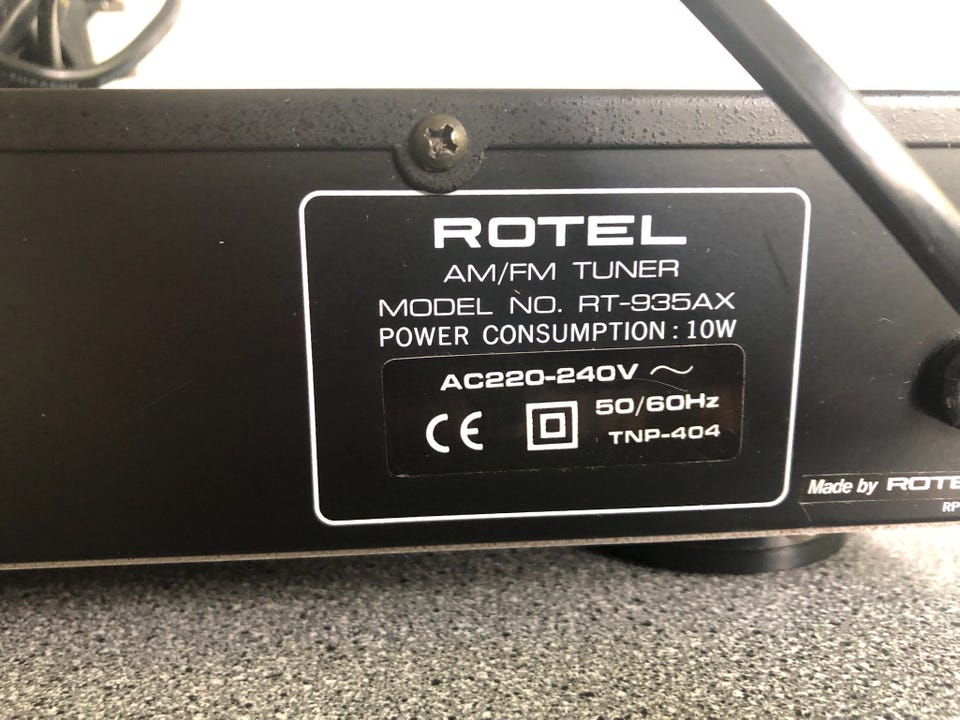 ROTEL
AM/FM TUNER
MODEL NO. RT-935AX
POWER CONSUMPTION : 10W
AC220-240V ~
CE 50/60Hz
TNP-404
Made by